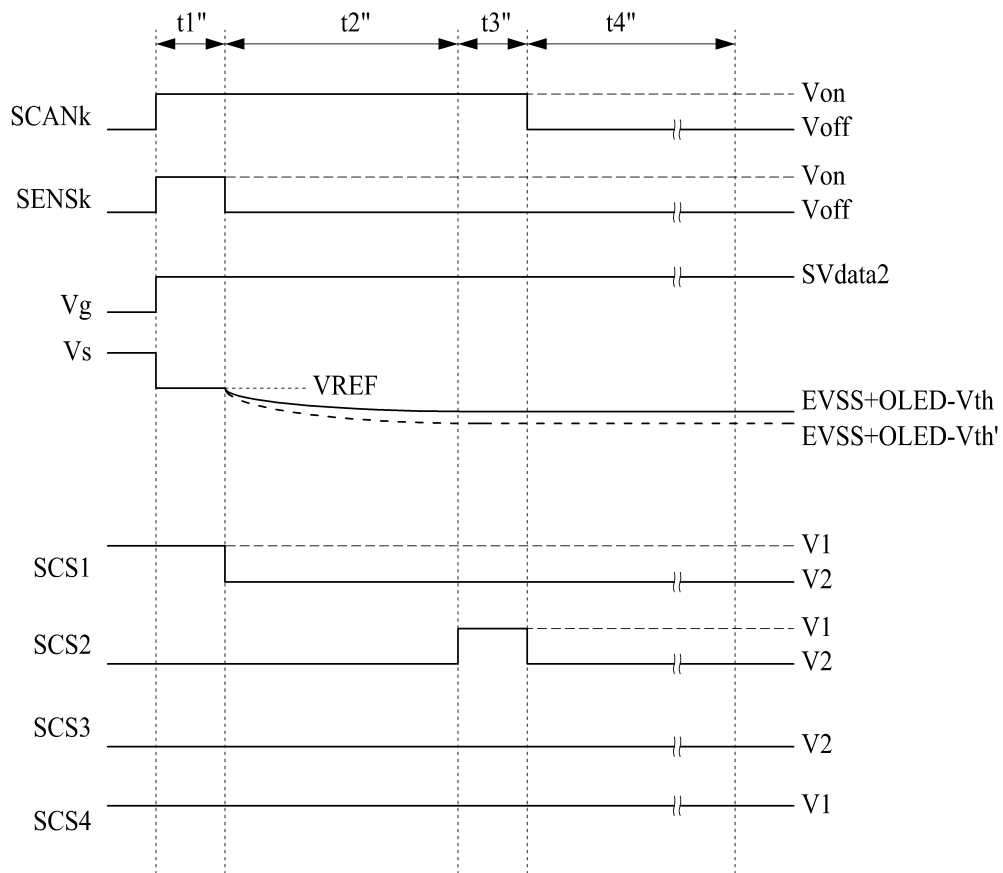 t1" t2" t3" t4"
SCANk Von
Voff
SENSk Von
Voff
Vg SVdata2
Vs
VREF
EVSS+OLED-Vth
EVSS+OLED-Vth'
SCS1 V1
V2
SCS2 V1
V2
SCS3
V2
SCS4 V1